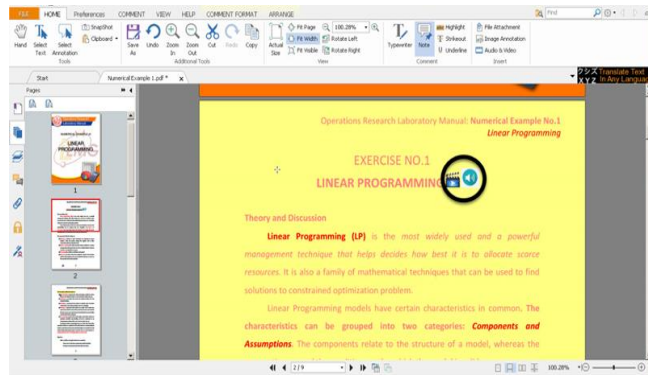 FILE HOME Preferences COMMENT VIEW HELP COMMENT FORMAT ARRANGE Find
SnapShot
Clipboard
Hand Select Text Select Annotation Save As Undo Zoom In Zoom Out Cut Redo Copy Actual Size
Fit Page 100.28%
Fit Width Rotate Left
Fit Visible Rotate Right
Typewriter Note
Highlight File Attachment
Strikeout Image Annotation
Underline Audio & Video
Tools Additional Tools View Comment Insert
Start Numerical Example 1.pdf * x
Translate Text
X Y Z In Any Languag
Pages
LINEAR
PROGRAMMING
1
2
Operations Research Laboratory Manual: Numerical Example No.1
Linear Programming
EXERCISE NO.1
LINEAR PROGRAMMING
Theory and Discussion
Linear Programming (LP) is the most widely used and a powerful
management technique that helps decides how best it is to allocate scarce
resources. It is also a family of mathematical techniques that can be used to find
solutions to constrained optimization problem.
Linear Programming models have certain characteristics in common. The
characteristics can be grouped into two categories: Components and
Assumptions. The components relate to the structure of a model, whereas the
2 / 9
100.28%